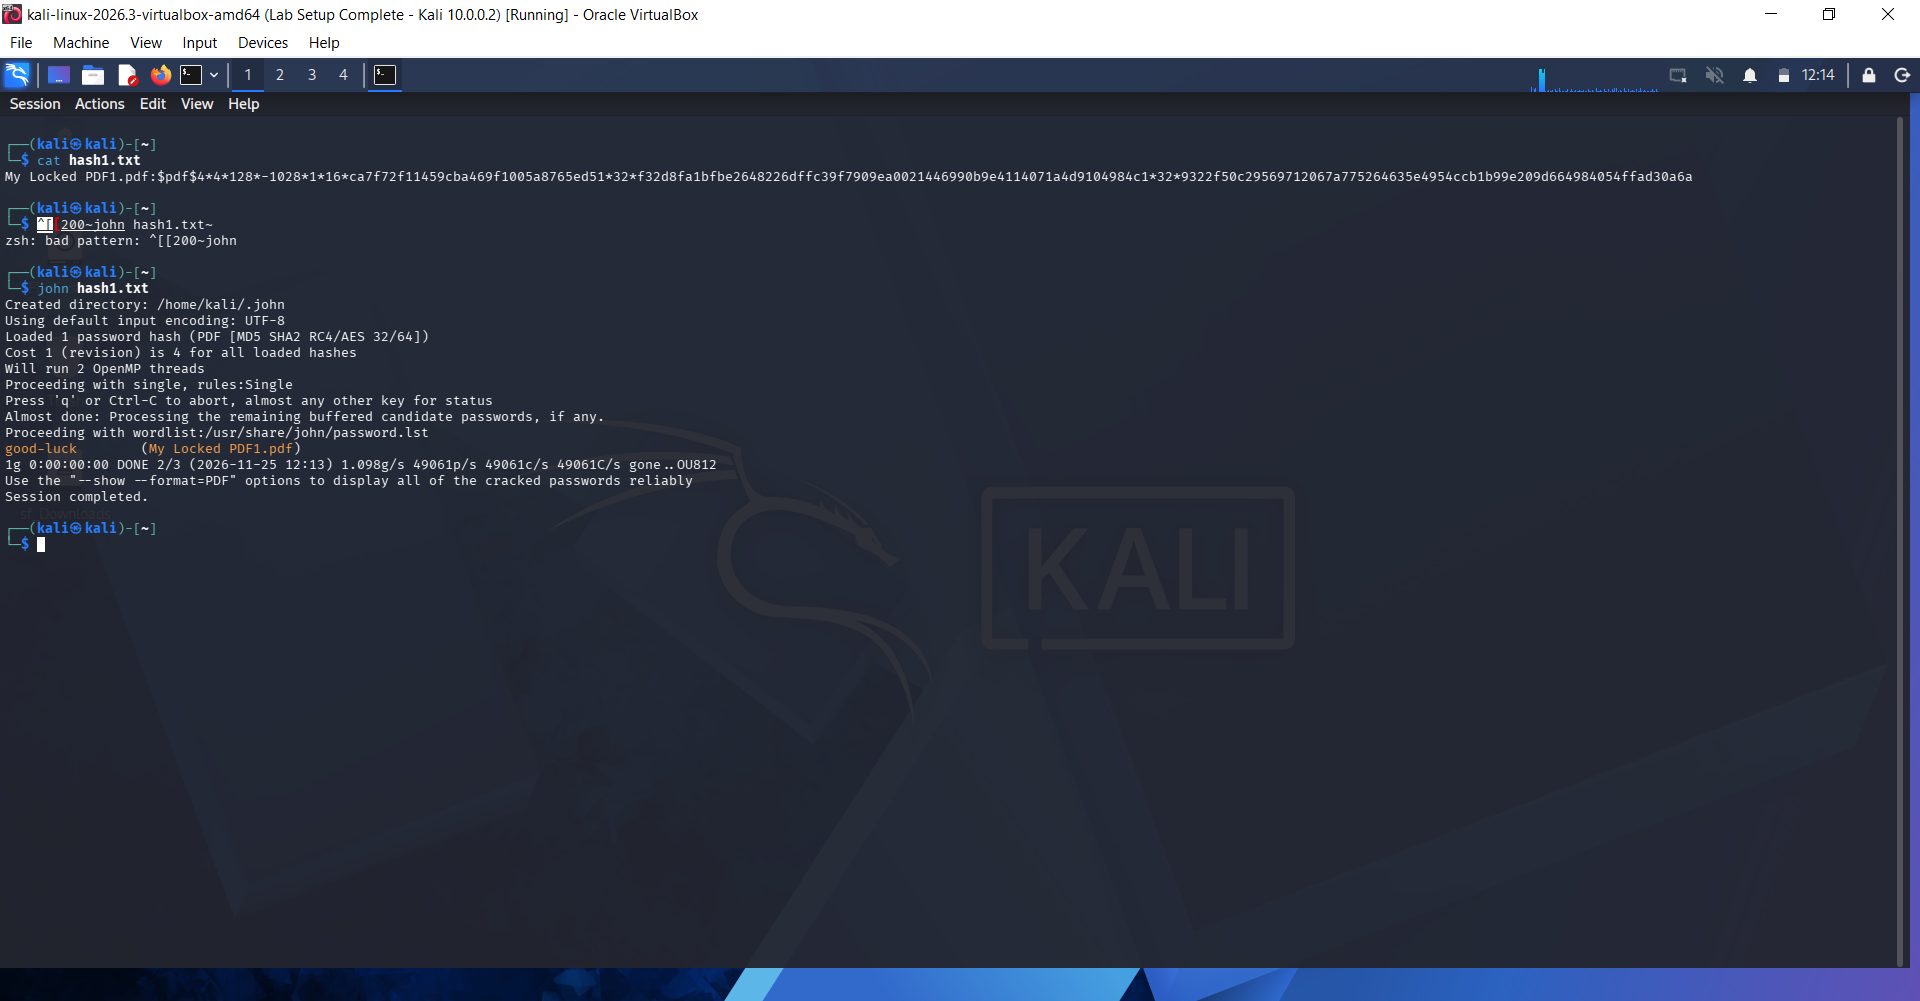 kali-linux-2026.3-virtualbox-amd64 (Lab Setup Complete - Kali 10.0.0.2) [Running] - Oracle VirtualBox
File Machine View Input Devices Help
1 2 3 4 12:14
Session Actions Edit View Help
┌──(kali㉿kali)-[~]
└─$ cat hash1.txt
My Locked PDF1.pdf:$pdf$4*4*128*-1028*1*16*ca7f72f11459cba469f1005a8765ed51*32*f32d8fa1bfbe2648226dffc39f7909ea0021446990b9e4114071a4d9104984c1*32*9322f50c29569712067a775264635e4954ccb1b99e209d664984054ffad30a6a
┌──(kali㉿kali)-[~]
└─$ ^[[200~john hash1.txt~
zsh: bad pattern: ^[[200~john
┌──(kali㉿kali)-[~]
└─$ john hash1.txt
Created directory: /home/kali/.john
Using default input encoding: UTF-8
Loaded 1 password hash (PDF [MD5 SHA2 RC4/AES 32/64])
Cost 1 (revision) is 4 for all loaded hashes
Will run 2 OpenMP threads
Proceeding with single, rules:Single
Press 'q' or Ctrl-C to abort, almost any other key for status
Almost done: Processing the remaining buffered candidate passwords, if any.
Proceeding with wordlist:/usr/share/john/password.lst
good-luck        (My Locked PDF1.pdf)
1g 0:00:00:00 DONE 2/3 (2026-11-25 12:13) 1.098g/s 49061p/s 49061c/s 49061C/s gone..OU812
Use the "--show --format=PDF" options to display all of the cracked passwords reliably
Session completed.
sf_Downloads
┌──(kali㉿kali)-[~]
└─$
KALI